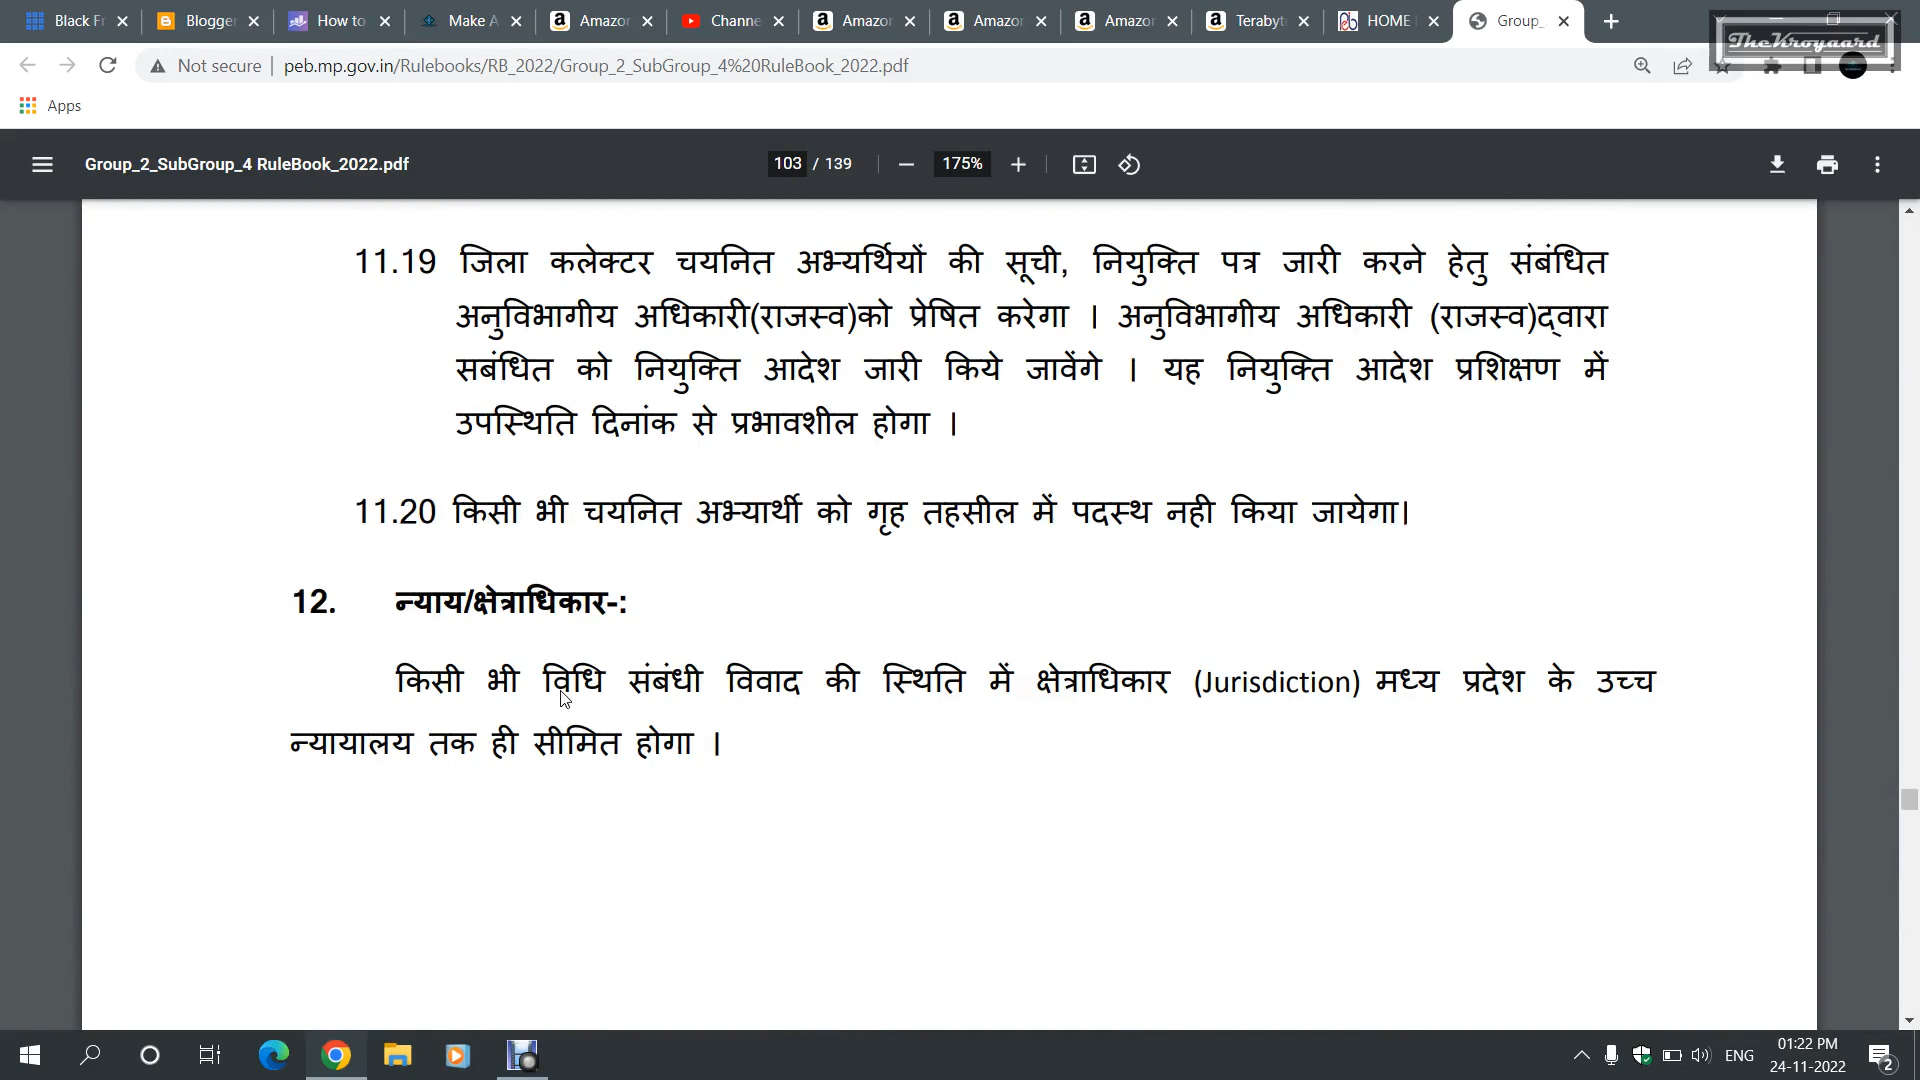 Black Fr
Blogger
How to
Make A
Amazon
Channe
Amazon
Amazon
Amazon
Terabyt
HOME
Group_
TheKroyaard
Not secure
peb.mp.gov.in/Rulebooks/RB_2022/Group_2_SubGroup_4%20RuleBook_2022.pdf
Apps
Group_2_SubGroup_4 RuleBook_2022.pdf
103 / 139
175%
11.19 जिला कलेक्टर चयनित अभ्यर्थियों की सूची, नियुक्ति पत्र जारी करने हेतु संबंधित
अनुविभागीय अधिकारी(राजस्व)को प्रेषित करेगा । अनुविभागीय अधिकारी (राजस्व)द्वारा
सबंधित को नियुक्ति आदेश जारी किये जावेंगे । यह नियुक्ति आदेश प्रशिक्षण में
उपस्थिति दिनांक से प्रभावशील होगा ।
11.20 किसी भी चयनित अभ्यार्थी को गृह तहसील में पदस्थ नही किया जायेगा।
12. न्याय/क्षेत्राधिकार-:
किसी भी विधि संबंधी विवाद की स्थिति में क्षेत्राधिकार (Jurisdiction) मध्य प्रदेश के उच्च
न्यायालय तक ही सीमित होगा ।
ENG
01:22 PM
24-11-2022
2